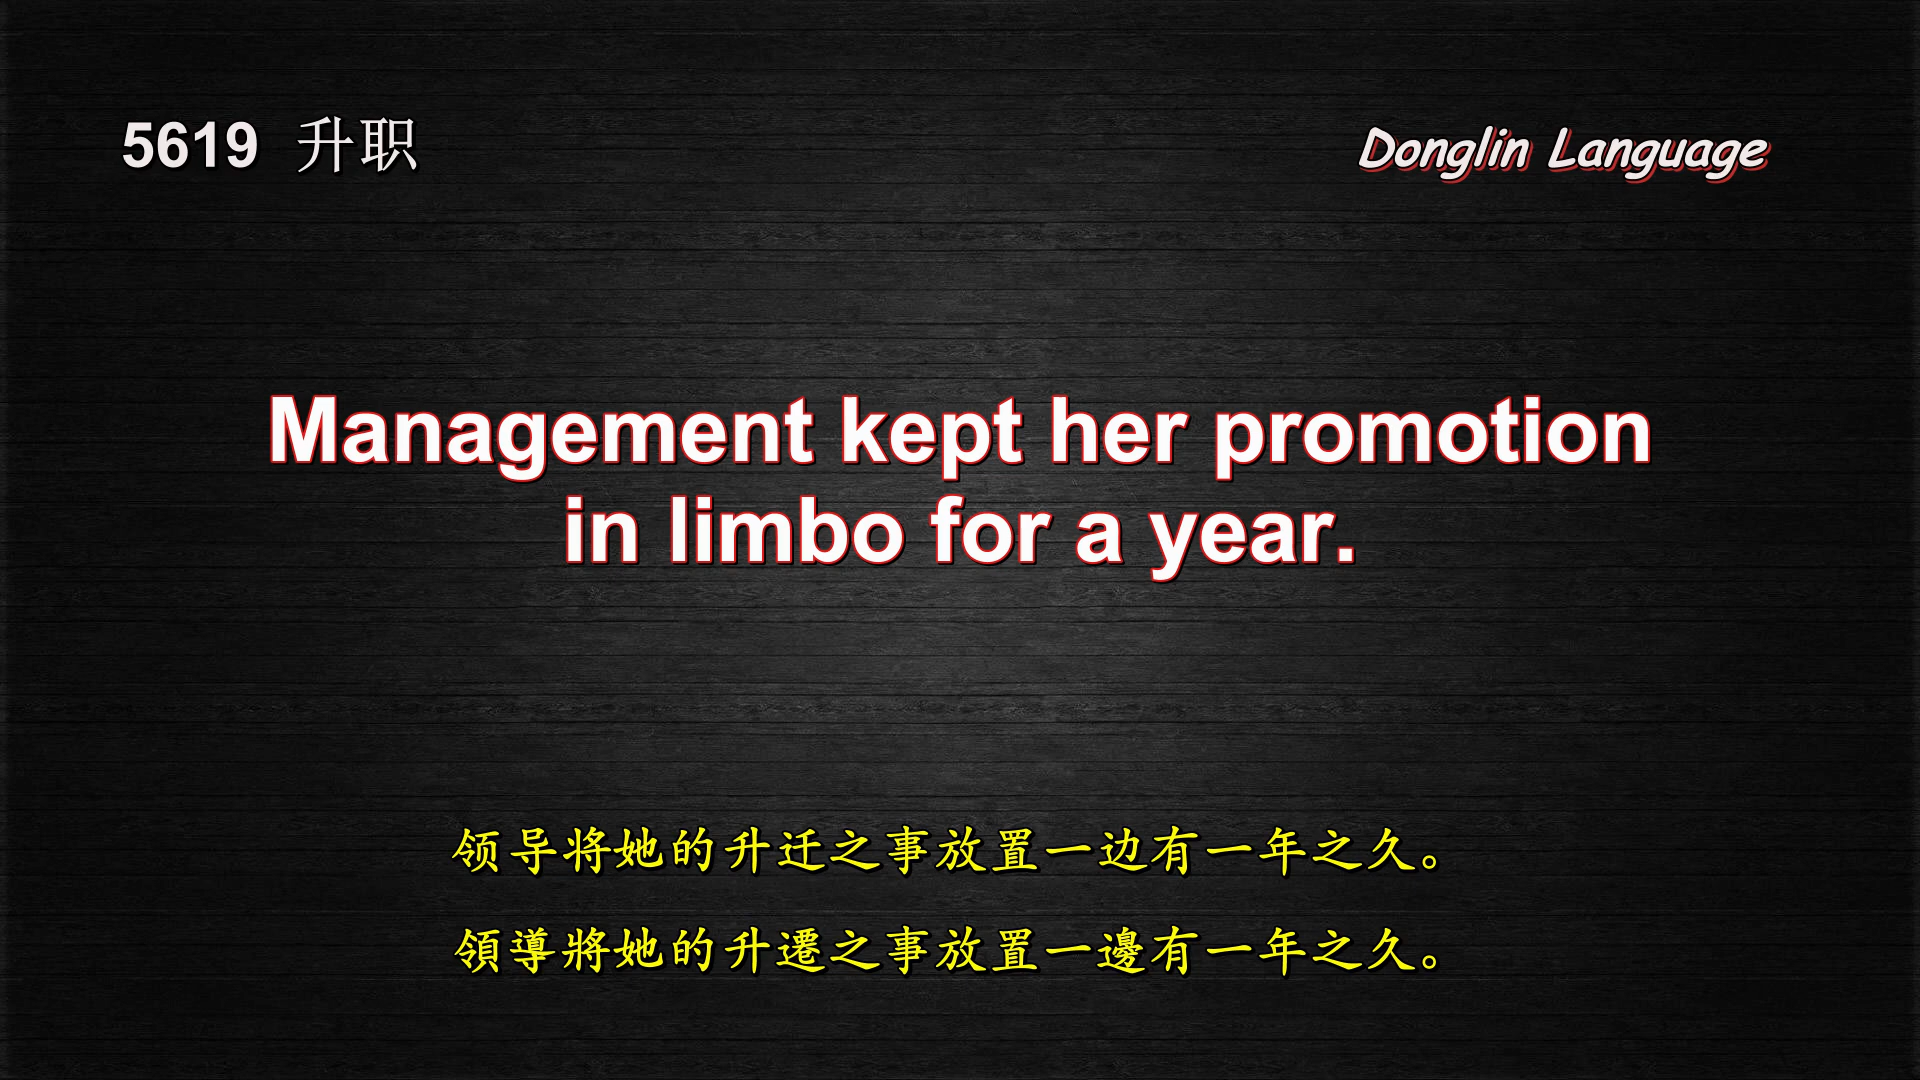 5619 升职
Donglin Language
Management kept her promotion
in limbo for a year.
领导将她的升迁之事放置一边有一年之久。
領導將她的升遷之事放置一邊有一年之久。